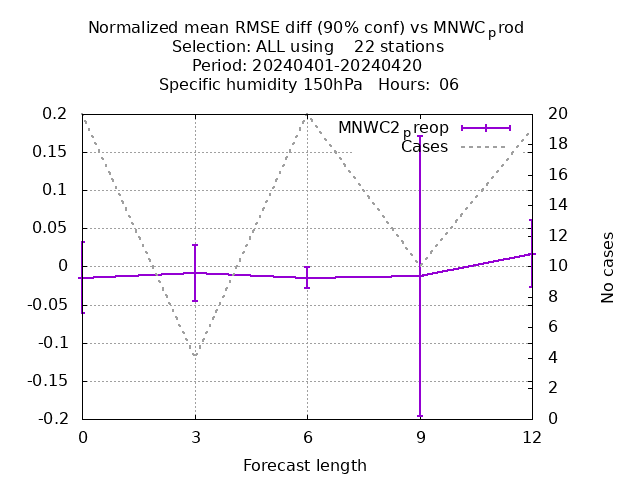 Normalized mean RMSE diff (90% conf) vs MNWCprod
Selection: ALL using    22 stations
Period: 20240401-20240420
Specific humidity 150hPa   Hours: 06
MNWC2preop
Cases
0.2
0.15
0.1
0.05
0
-0.05
-0.1
-0.15
-0.2
20
18
16
14
12
10
8
6
4
2
0
No cases
0 3 6 9 12
Forecast length